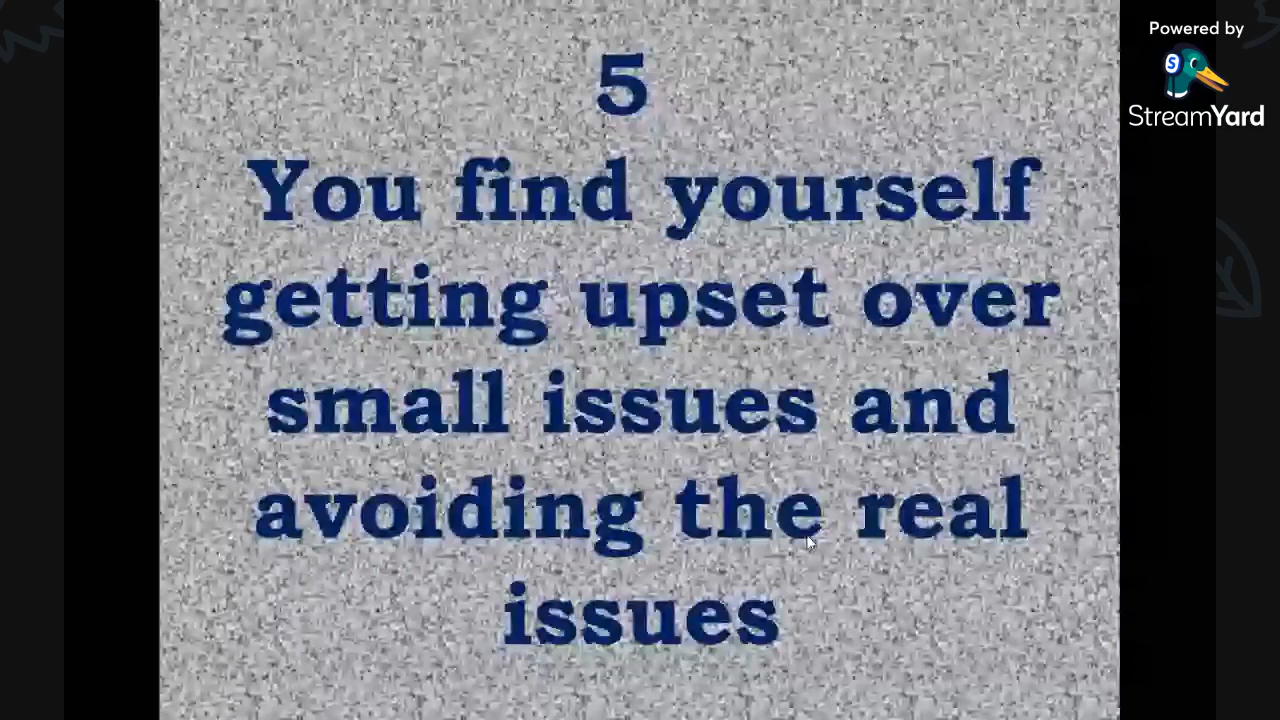 5
You find yourself
getting upset over
small issues and
avoiding the real
issues
Powered by
StreamYard